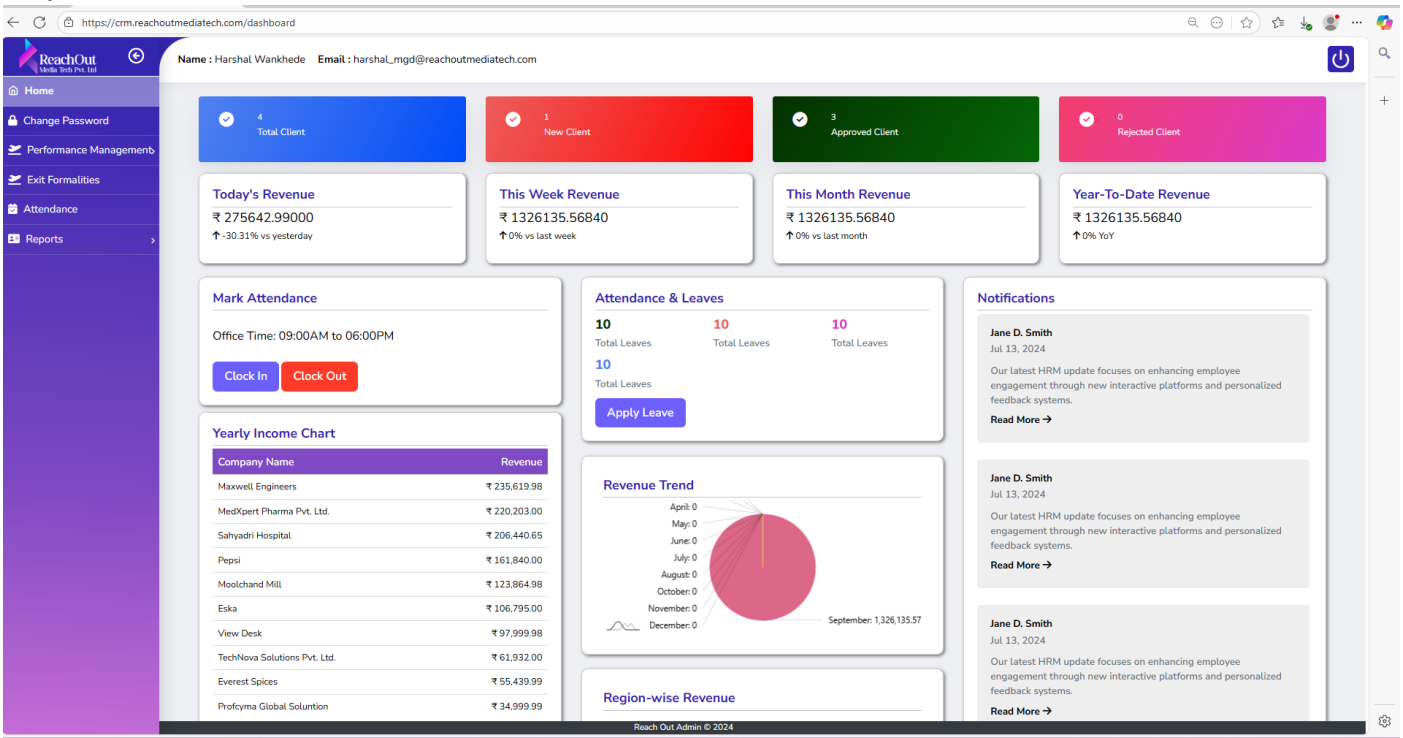 https://crm.reachoutmediatech.com/dashboard
ReachOut
Media Tech Pvt. Ltd
Name : Harshal Wankhede Email : harshal_mgd@reachoutmediatech.com
Home
Change Password
Performance Management
Exit Formalities
Attendance
Reports
4
Total Client
1
New Client
3
Approved Client
0
Rejected Client
Today's Revenue
₹ 275642.99000
↑ -30.31% vs yesterday
This Week Revenue
₹ 1326135.56840
↑ 0% vs last week
This Month Revenue
₹ 1326135.56840
↑ 0% vs last month
Year-To-Date Revenue
₹ 1326135.56840
↑ 0% YoY
Mark Attendance
Office Time: 09:00AM to 06:00PM
Clock In Clock Out
Yearly Income Chart
Company Name Revenue
Maxwell Engineers ₹ 235,619.98
MedXpert Pharma Pvt. Ltd. ₹ 220,203.00
Sahyadri Hospital ₹ 206,440.65
Pepsi ₹ 161,840.00
Moolchand Mill ₹ 123,864.98
Eska ₹ 106,795.00
View Desk ₹ 97,999.98
TechNova Solutions Pvt. Ltd. ₹ 61,932.00
Everest Spices ₹ 55,439.99
Profcyma Global Soluntion ₹ 34,999.99
Attendance & Leaves
10 10 10
Total Leaves Total Leaves Total Leaves
10
Total Leaves
Apply Leave
Revenue Trend
April: 0
May: 0
June: 0
July: 0
August: 0
October: 0
November: 0
December: 0
September: 1,326,135.57
Region-wise Revenue
Notifications
Jane D. Smith
Jul 13, 2024
Our latest HRM update focuses on enhancing employee
engagement through new interactive platforms and personalized
feedback systems.
Read More →
Jane D. Smith
Jul 13, 2024
Our latest HRM update focuses on enhancing employee
engagement through new interactive platforms and personalized
feedback systems.
Read More →
Jane D. Smith
Jul 13, 2024
Our latest HRM update focuses on enhancing employee
engagement through new interactive platforms and personalized
feedback systems.
Read More →
Reach Out Admin © 2024